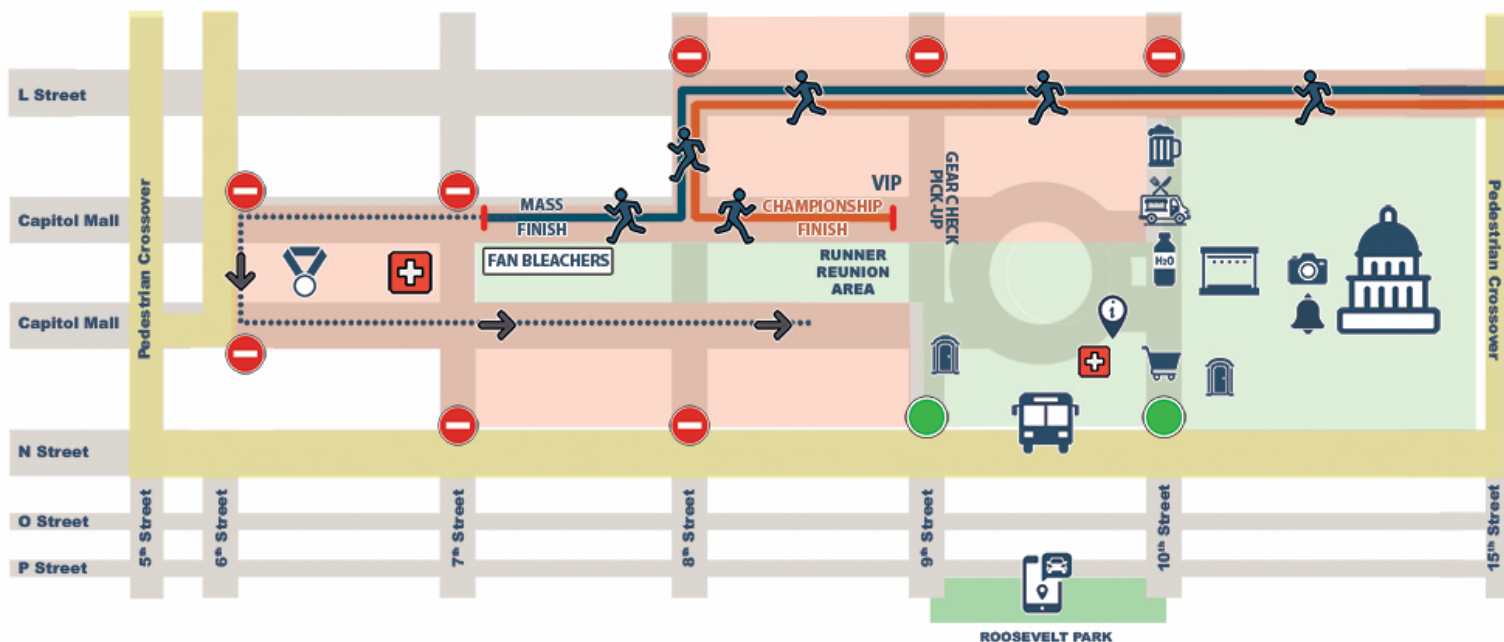 L Street
Capitol Mall
Capitol Mall
N Street
O Street
P Street
Pedestrian Crossover
MASS
FINISH
FAN BLEACHERS
VIP
CHAMPIONSHIP
FINISH
RUNNER
REUNION
AREA
GEAR CHECK
PICK-UP
H2O
i
Pedestrian Crossover
5th Street
6th Street
7th Street
8th Street
9th Street
10th Street
15th Street
ROOSEVELT PARK